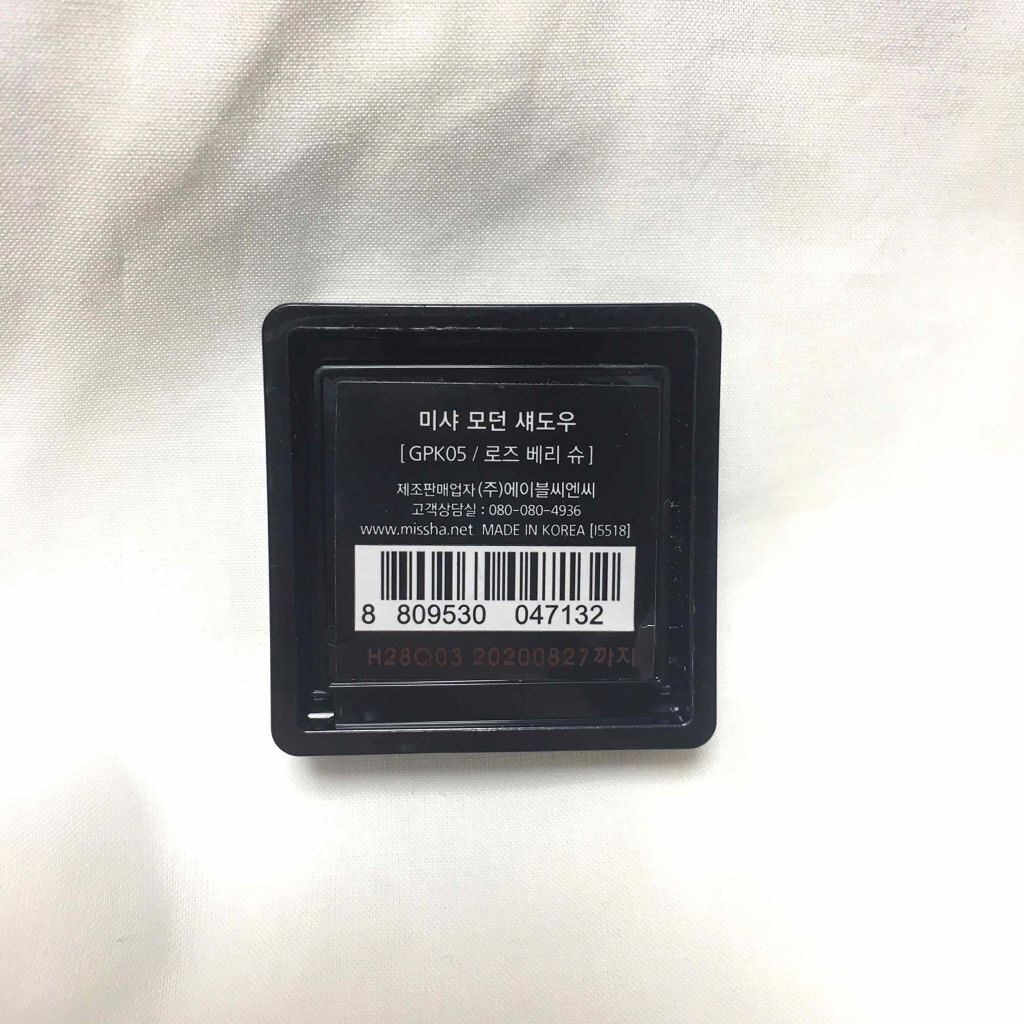 미샤 모던 섀도우
[ GPK05 / 로즈 베리 슈 ]
제조판매업자 (주)에이블씨엔씨
고객상담실 : 080-080-4936
www.missha.net MADE IN KOREA [I5518]
8 809530 047132
H28Q03 20200827까지